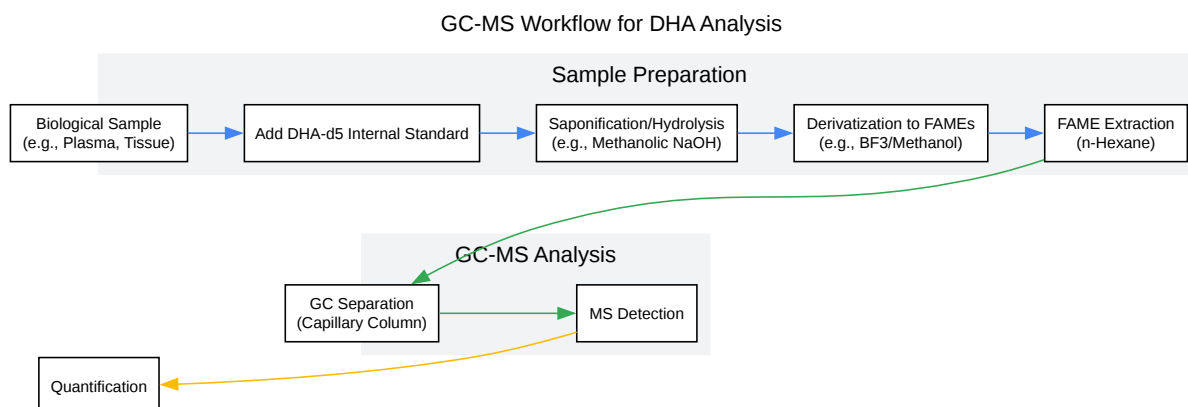 GC-MS Workflow for DHA Analysis
Sample Preparation
Biological Sample
(e.g., Plasma, Tissue)
Add DHA-d5 Internal Standard
Saponification/Hydrolysis
(e.g., Methanolic NaOH)
Derivatization to FAMEs
(e.g., BF3/Methanol)
FAME Extraction
(n-Hexane)
GC-MS Analysis
GC Separation
(Capillary Column)
MS Detection
Quantification